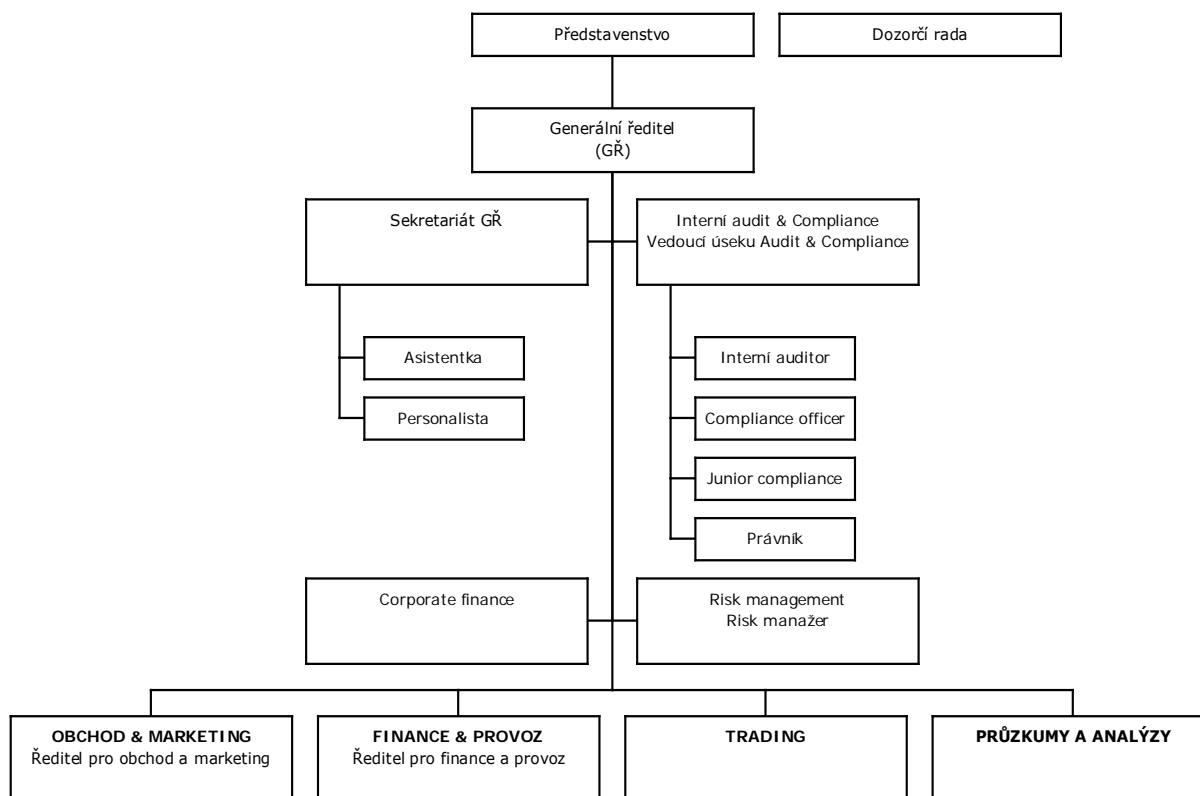 Představenstvo
Dozorčí rada
Generální ředitel
(GŘ)
Sekretariát GŘ
Interní audit & Compliance
Vedoucí úseku Audit & Compliance
Asistentka
Interní auditor
Personalista
Compliance officer
Junior compliance
Právník
Corporate finance
Risk management
Risk manažer
OBCHOD & MARKETING
Ředitel pro obchod a marketing
FINANCE & PROVOZ
Ředitel pro finance a provoz
TRADING
PRŮZKUMY A ANALÝZY